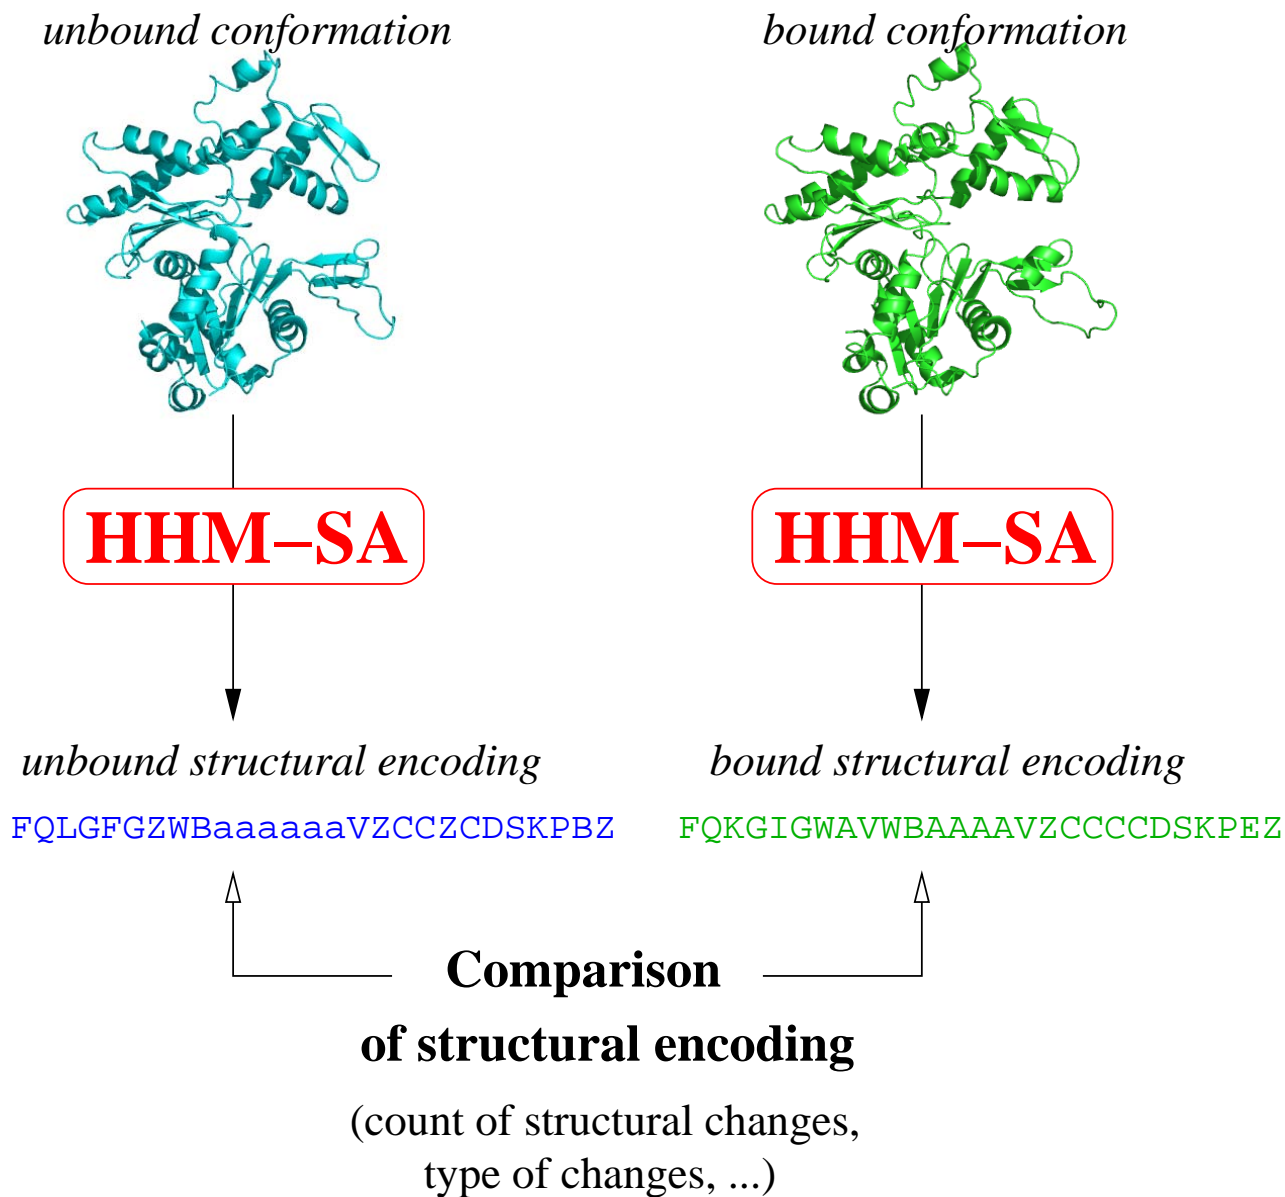 unbound conformation
bound conformation
HHM–SA
HHM–SA
unbound structural encoding
bound structural encoding
FQLGFGZWBaaaaaaVZCCZCDSKPBZ
FQKGIGWAVWBAAAAVZCCCCDSKPEZ
Comparison
of structural encoding
(count of structural changes,
type of changes, ...)